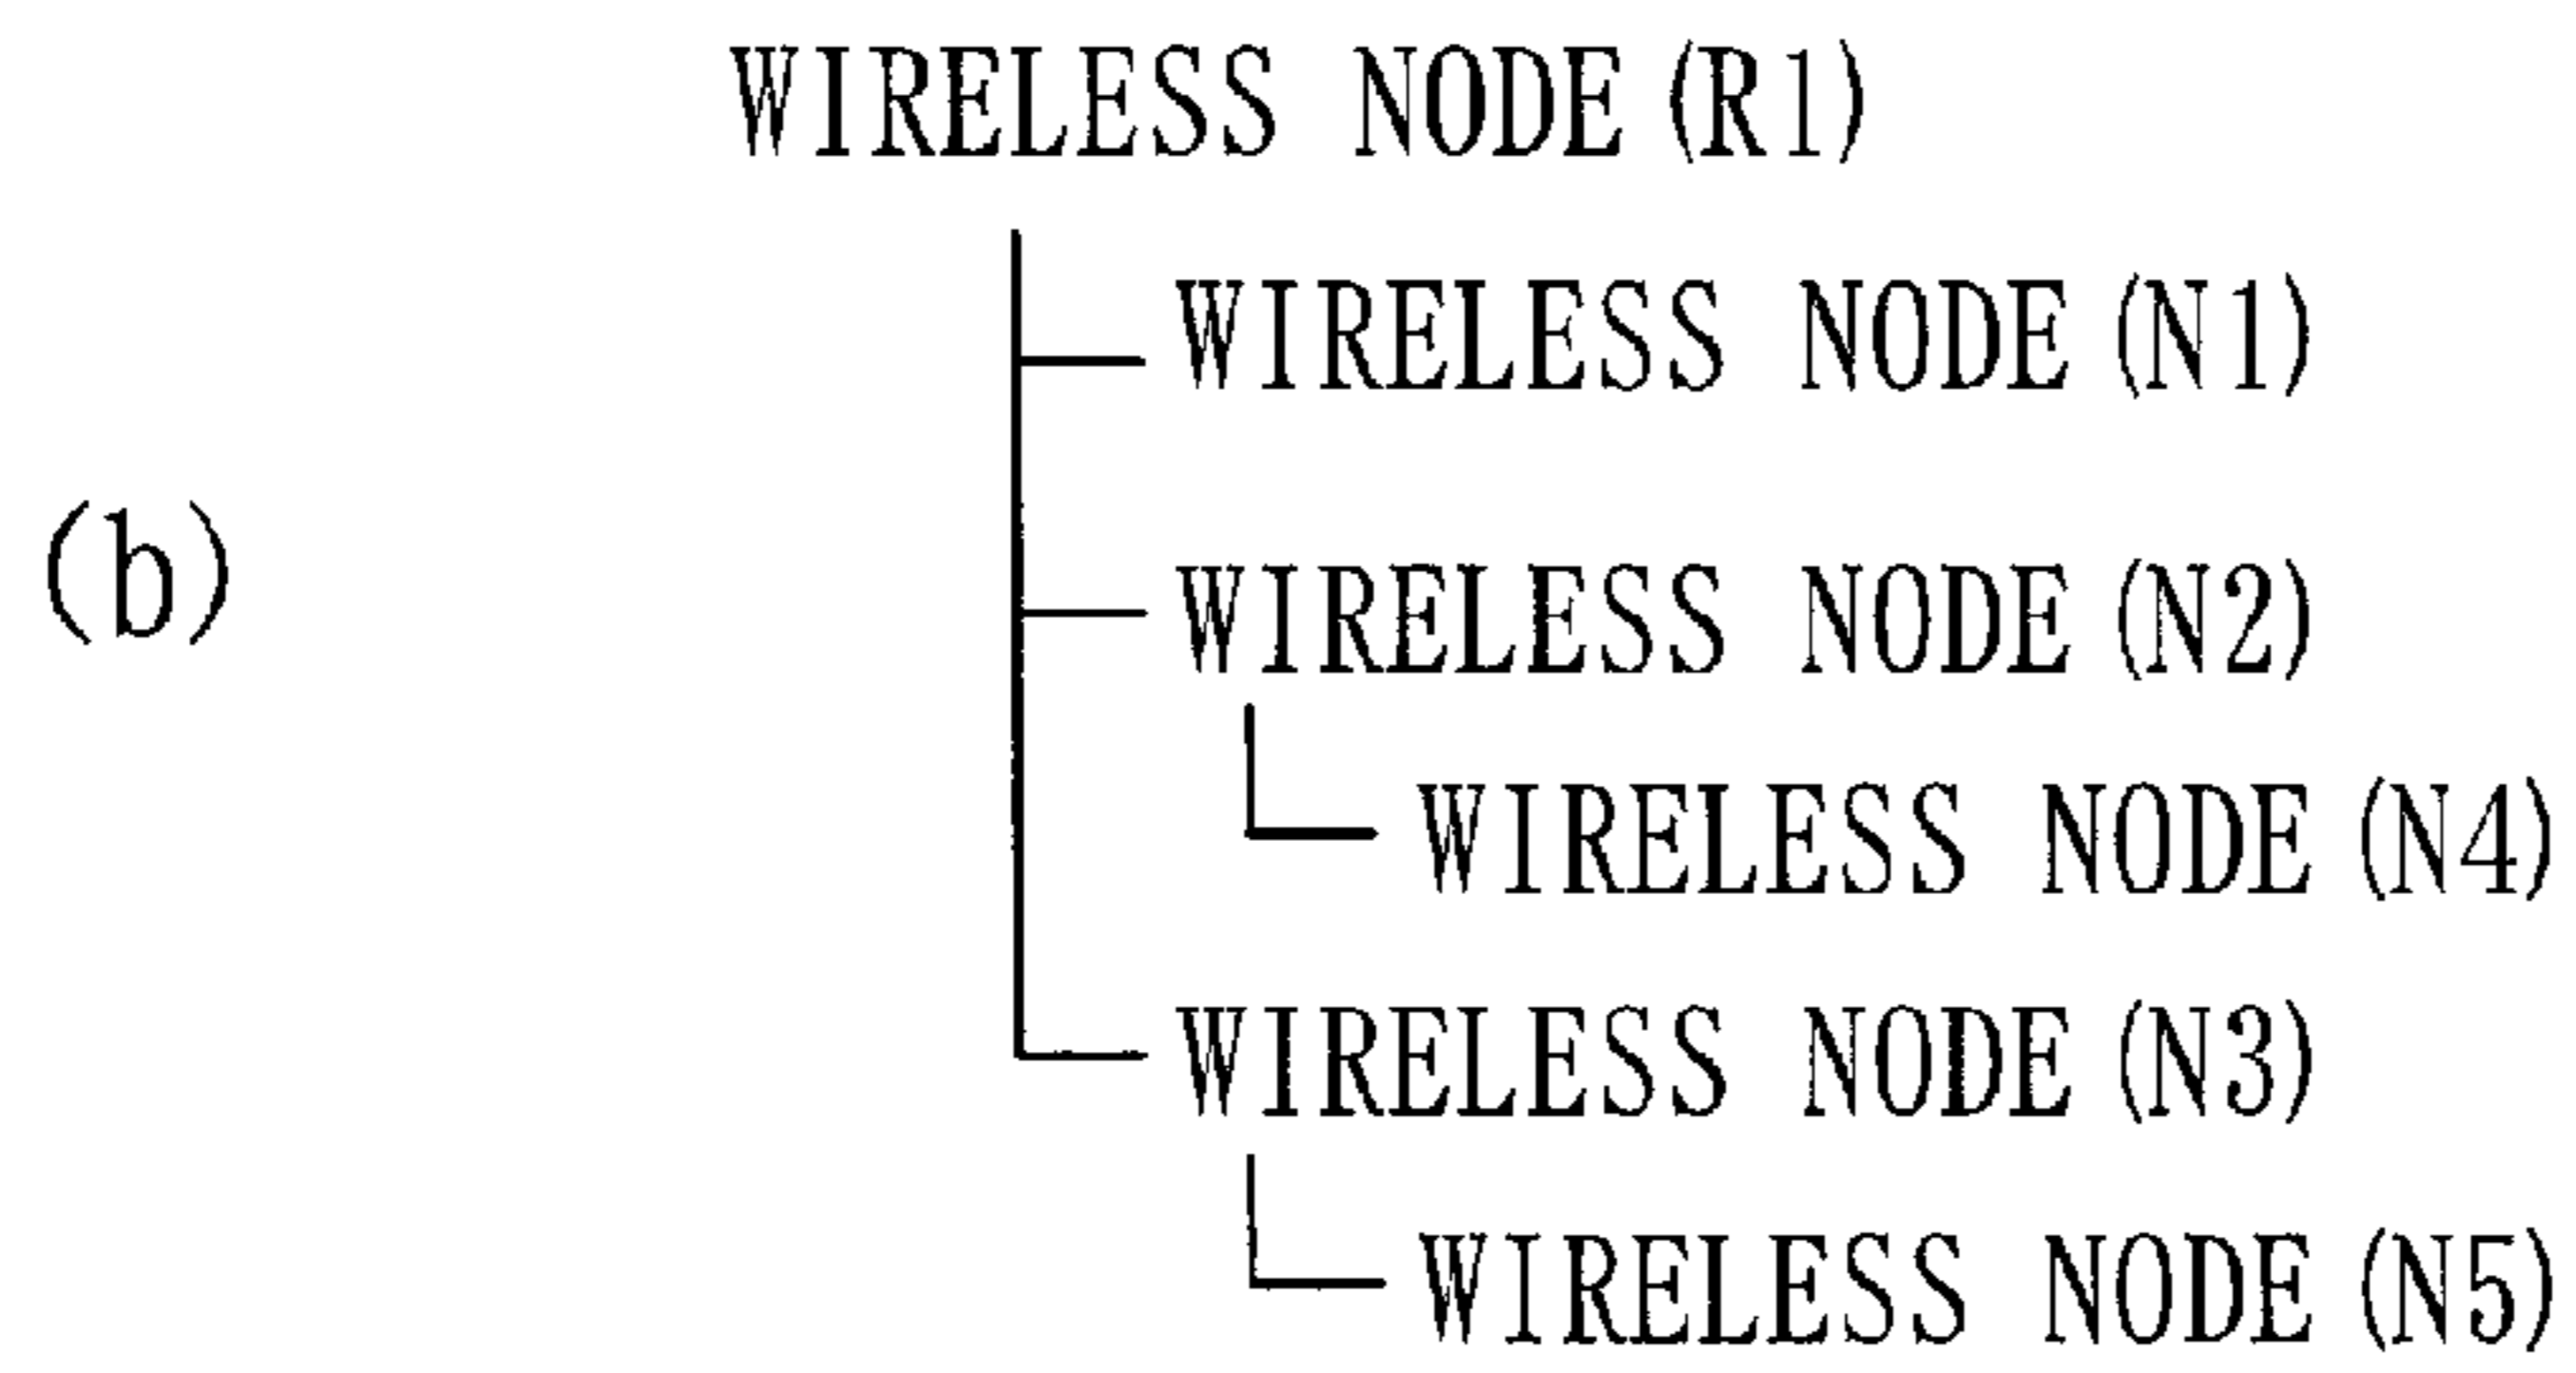 WIRELESS NODE (R1)
WIRELESS NODE (N1)
(b)
WIRELESS NODE (N2)
WIRELESS NODE (N4)
WIRELESS NODE (N3)
WIRELESS NODE (N5)